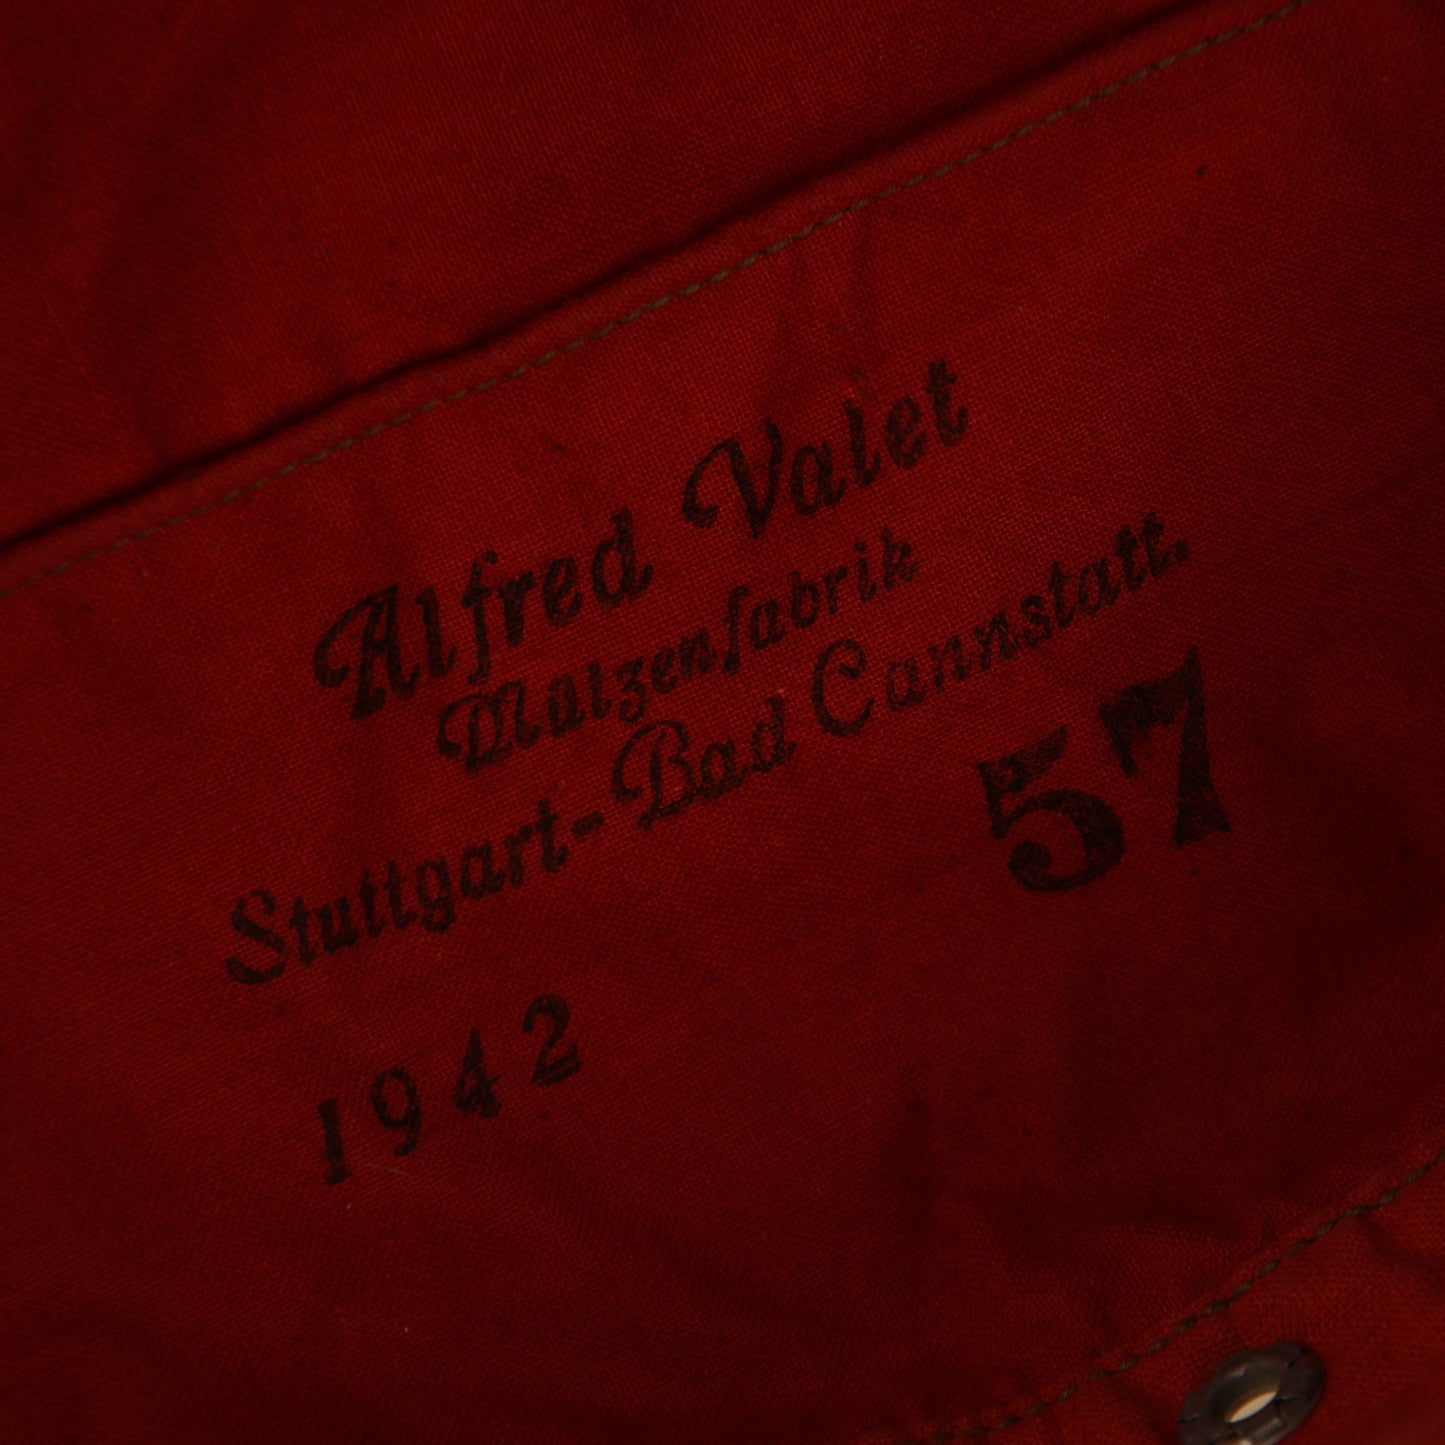 Alfred Valet
Mützenfabrik
Stuttgart-Bad Cannstatt.
57
1942